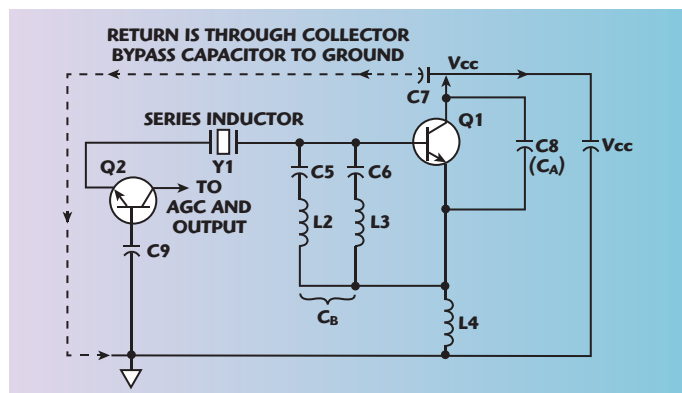 RETURN IS THROUGH COLLECTOR
BYPASS CAPACITOR TO GROUND
Vcc
C7
SERIES INDUCTOR
Q1
Q2
Y1
C5
C6
C8
(CA)
Vcc
TO
AGC AND
OUTPUT
L2
L3
C9
CB
L4